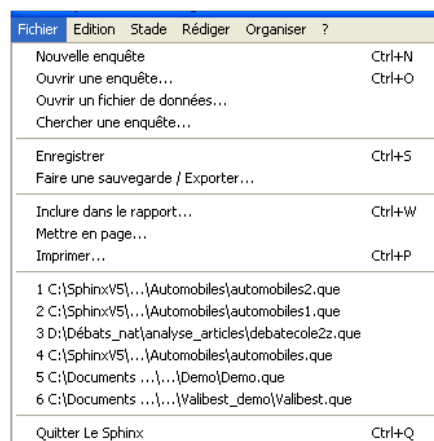 Fichier Edition Stade Rédiger Organiser ?
Nouvelle enquête Ctrl+N
Ouvrir une enquête... Ctrl+O
Ouvrir un fichier de données...
Chercher une enquête...
Enregistrer Ctrl+S
Faire une sauvegarde / Exporter...
Inclure dans le rapport... Ctrl+W
Mettre en page...
Imprimer... Ctrl+P
1 C:\SphinxV5\...\Automobiles\automobiles2.que
2 C:\SphinxV5\...\Automobiles\automobiles1.que
3 D:\Débats_nat\analyse_articles\debatecole2z.que
4 C:\SphinxV5\...\Automobiles\automobiles.que
5 C:\Documents ...\...\Demo\Demo.que
6 C:\Documents ...\...\Valibest_demo\Valibest.que
Quitter Le Sphinx Ctrl+Q